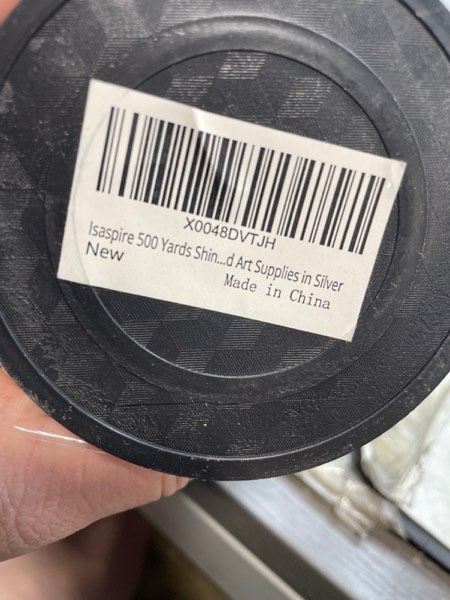 X0048DVTJH
Isaspire 500 Yards Shin...d Art Supplies in Silver
New
Made in China